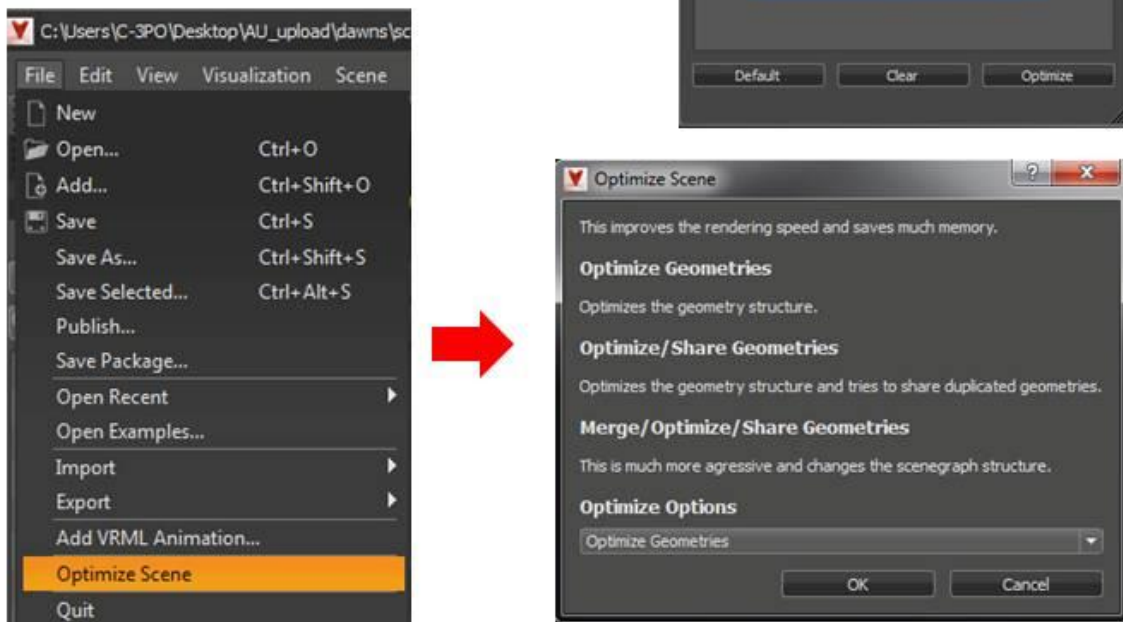 C:\Users\C-3PO\Desktop\AU_upload\dawns\sc
File Edit View Visualization Scene
New
Open... Ctrl+O
Add... Ctrl+Shift+O
Save Ctrl+S
Save As... Ctrl+Shift+S
Save Selected... Ctrl+Alt+S
Publish...
Save Package...
Open Recent
Open Examples...
Import
Export
Add VRML Animation...
Optimize Scene
Quit
Default Clear Optimize
Optimize Scene ? x
This improves the rendering speed and saves much memory.
Optimize Geometries
Optimizes the geometry structure.
Optimize/Share Geometries
Optimizes the geometry structure and tries to share duplicated geometries.
Merge/Optimize/Share Geometries
This is much more agressive and changes the scenegraph structure.
Optimize Options
Optimize Geometries
OK Cancel